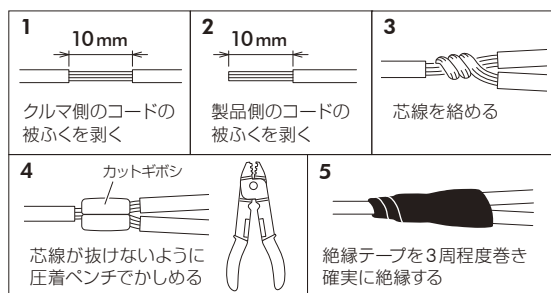 1
10mm
クルマ側のコードの
被ふくを剥く
2
10mm
製品側のコードの
被ふくを剥く
3
芯線を絡める
4
カットギボシ
芯線が抜けないように
圧着ペンチでかしめる
5
絶縁テープを3周程度巻き
確実に絶縁する